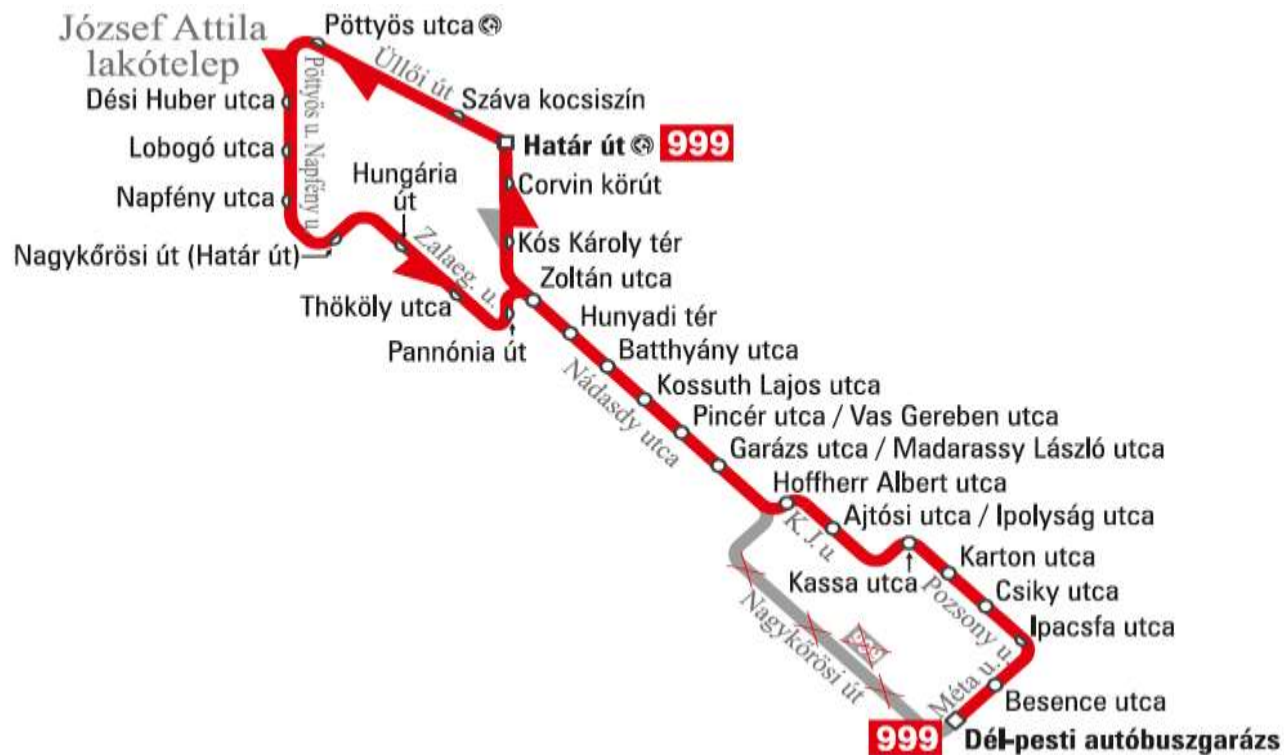 József Attila
lakótelep
Pöttyös utca
Üllői út
Száva kocsiszín
Dési Huber utca
Határ út 999
Pöttyös u. Napfény u.
Lobogó utca
Hungária
út
Corvin körút
Napfény utca
Kós Károly tér
Nagykőrösi út (Határ út)
Zalaeg. u.
Zoltán utca
Thököly utca
Hunyadi tér
Pannónia út
Batthyány utca
Nádasdy utca
Kossuth Lajos utca
Pincér utca / Vas Gereben utca
Garázs utca / Madarassy László utca
Hoffherr Albert utca
K. J. u.
Ajtósi utca / Ipolyság utca
Karton utca
Kassa utca
Pozsony u.
Csiky utca
Nagykőrösi út
Ipacsfa utca
Méta u.
Besence utca
999 Dél-pesti autóbuszgarázs